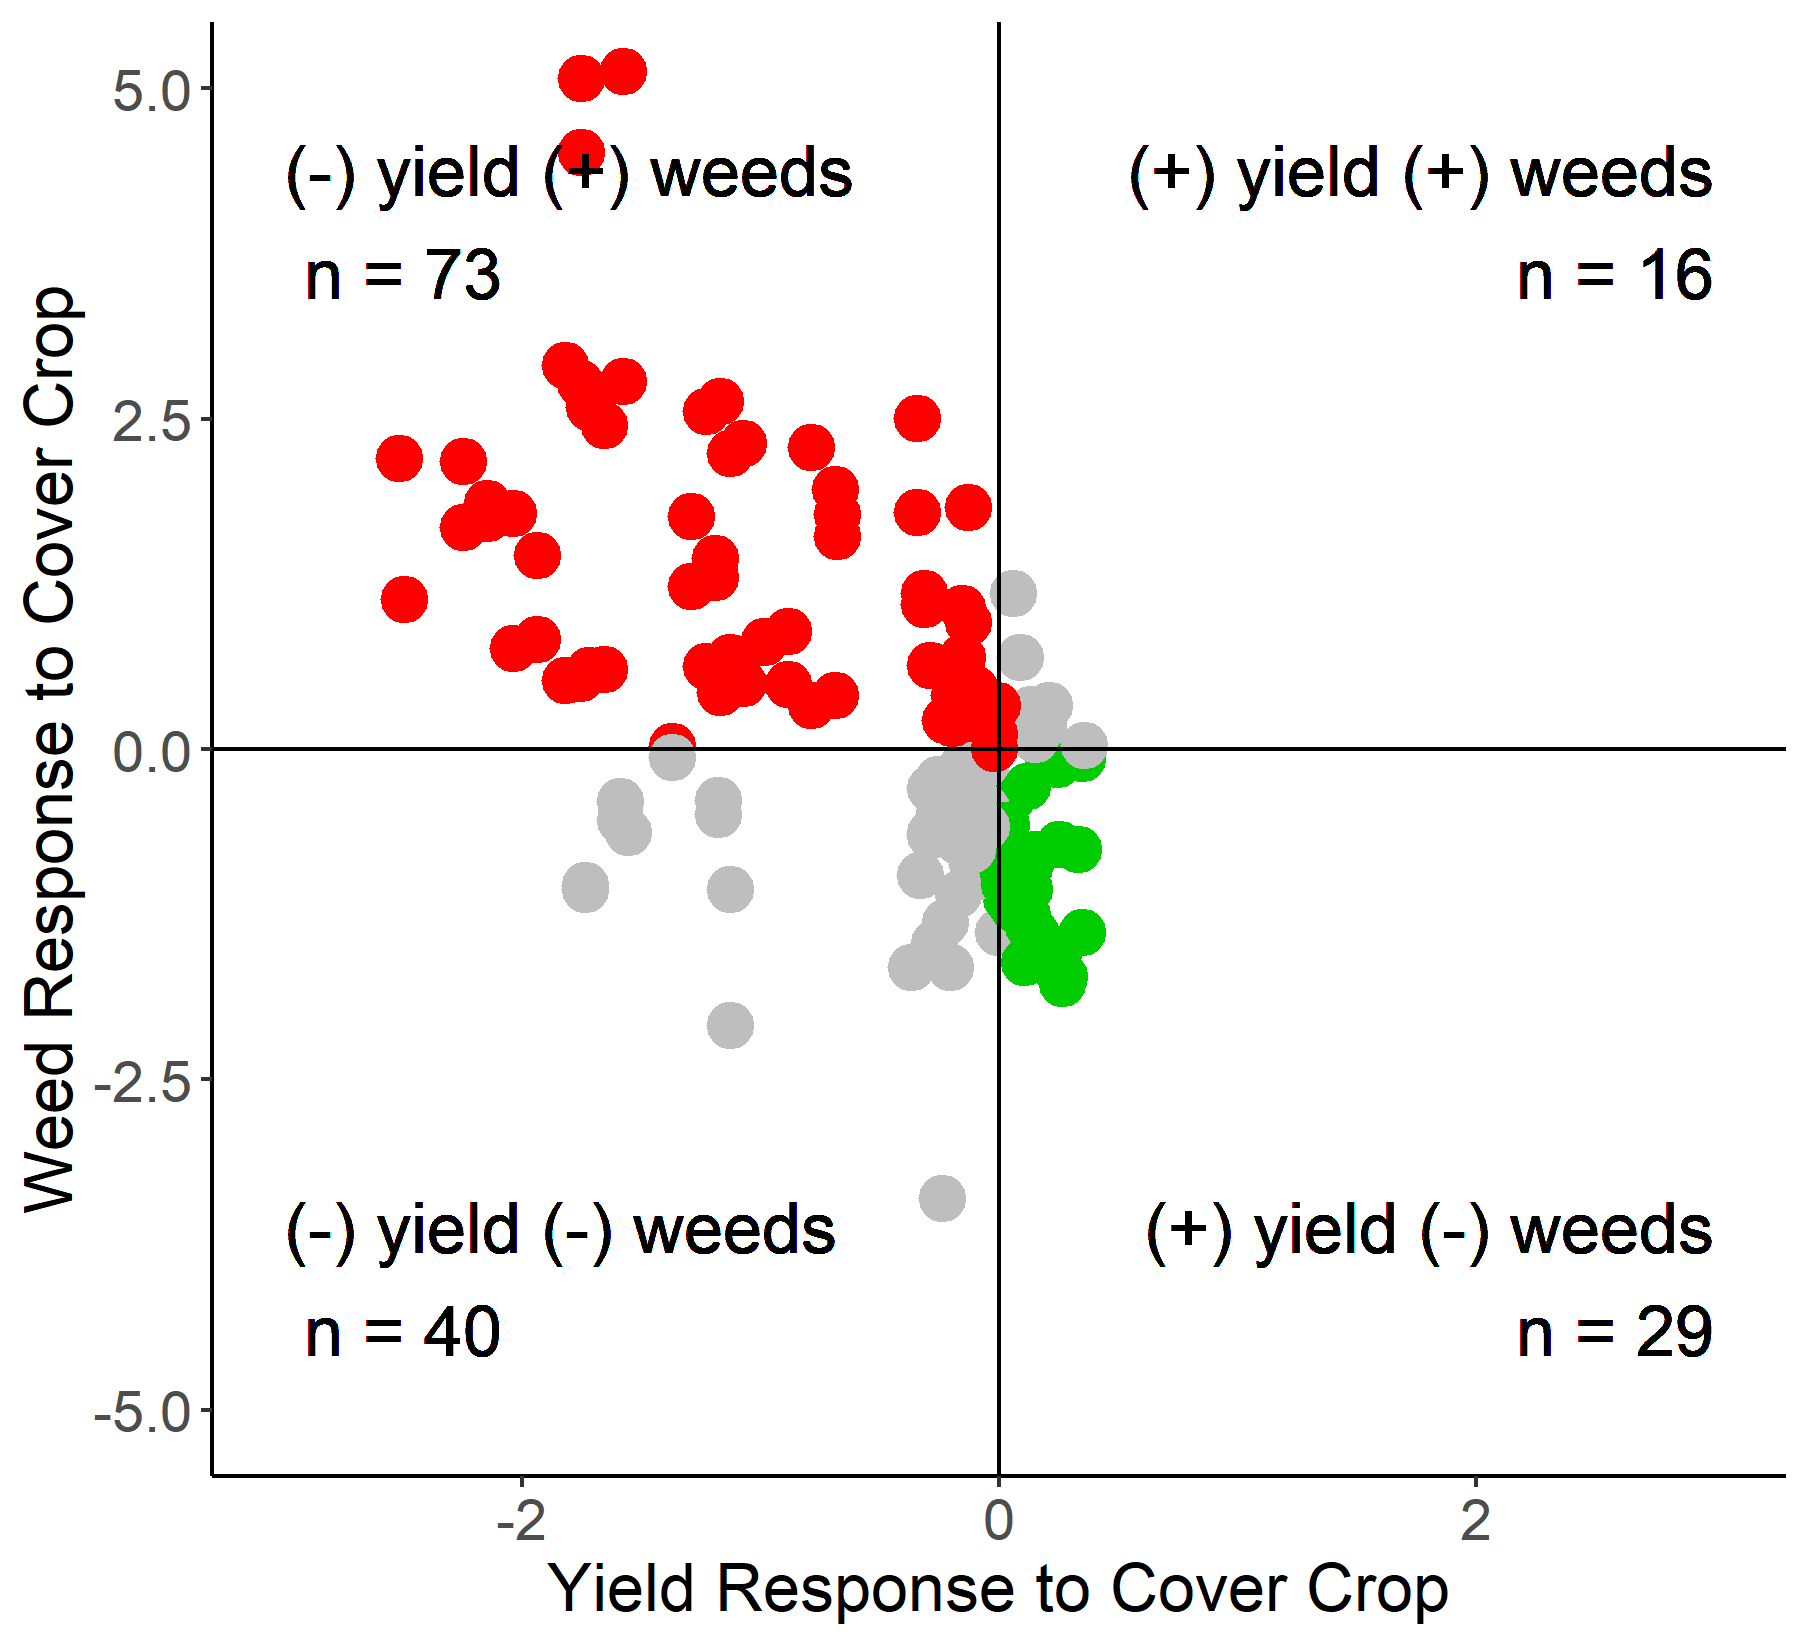 5.0
(-) yield (+) weeds
(+) yield (+) weeds
n = 73
n = 16
2.5
Weed Response to Cover Crop
0.0
-2.5
(-) yield (-) weeds
(+) yield (-) weeds
n = 40
n = 29
-5.0
-2
0
2
Yield Response to Cover Crop